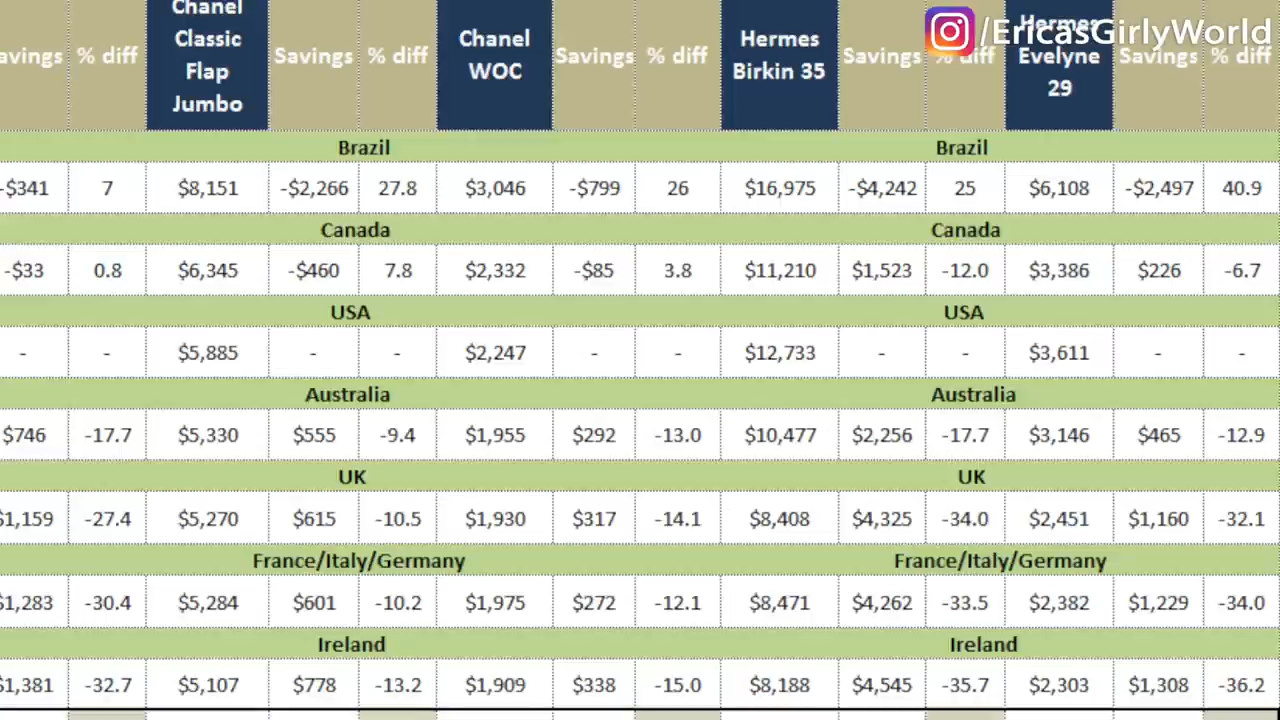 /EricasGirlyWorld
Savings % diff Chanel Classic Flap Jumbo Savings % diff Chanel WOC Savings % diff Hermes Birkin 35 Savings % diff Hermes Evelyne 29 Savings % diff
Brazil Brazil
-$341 7 $8,151 -$2,266 27.8 $3,046 -$799 26 $16,975 -$4,242 25 $6,108 -$2,497 40.9
Canada Canada
-$33 0.8 $6,345 -$460 7.8 $2,332 -$85 3.8 $11,210 $1,523 -12.0 $3,386 $226 -6.7
USA USA
- - $5,885 - - $2,247 - - $12,733 - - $3,611 - -
Australia Australia
$746 -17.7 $5,330 $555 -9.4 $1,955 $292 -13.0 $10,477 $2,256 -17.7 $3,146 $465 -12.9
UK UK
$1,159 -27.4 $5,270 $615 -10.5 $1,930 $317 -14.1 $8,408 $4,325 -34.0 $2,451 $1,160 -32.1
France/Italy/Germany France/Italy/Germany
$1,283 -30.4 $5,284 $601 -10.2 $1,975 $272 -12.1 $8,471 $4,262 -33.5 $2,382 $1,229 -34.0
Ireland Ireland
$1,381 -32.7 $5,107 $778 -13.2 $1,909 $338 -15.0 $8,188 $4,545 -35.7 $2,303 $1,308 -36.2